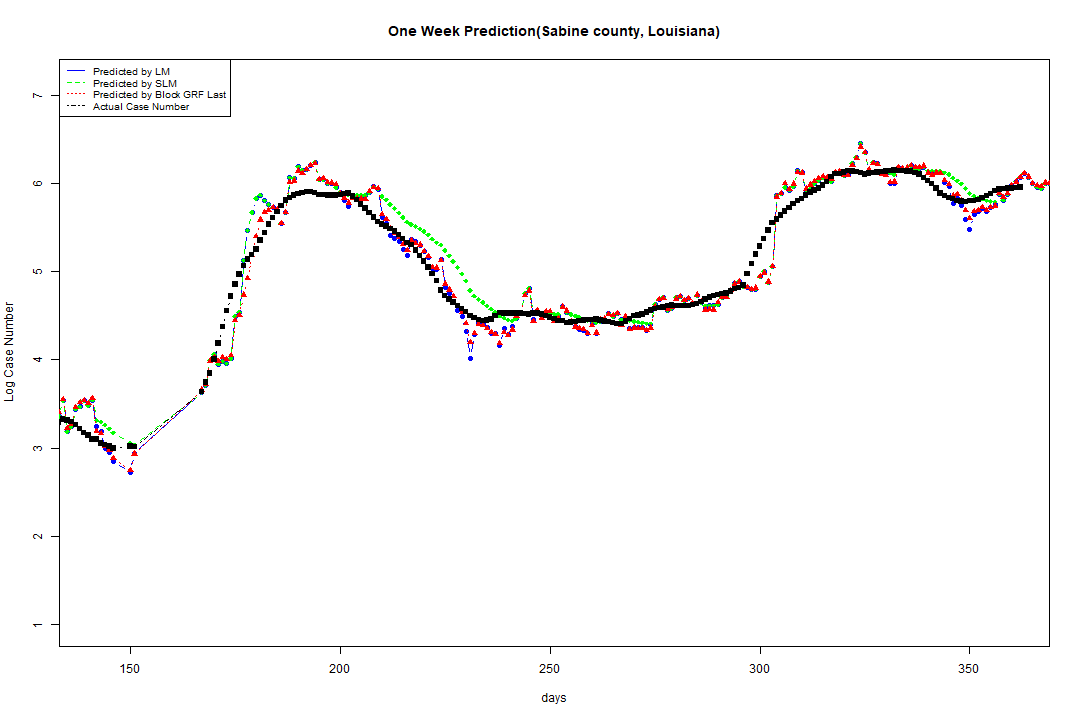 One Week Prediction(Sabine county, Louisiana)
Predicted by LM
Predicted by SLM
Predicted by Block GRF Last
Actual Case Number
Log Case Number
7
6
5
4
3
2
1
150 200 250 300 350
days